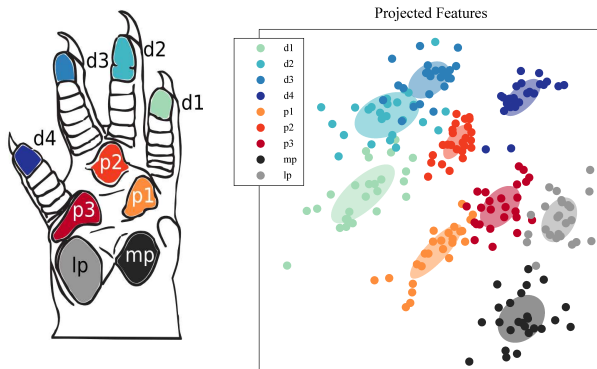 Projected Features
d1
d2
d3
d4
p1
p2
p3
mp
lp
d2
d3
d1
d4
p2
p1
p3
lp
mp